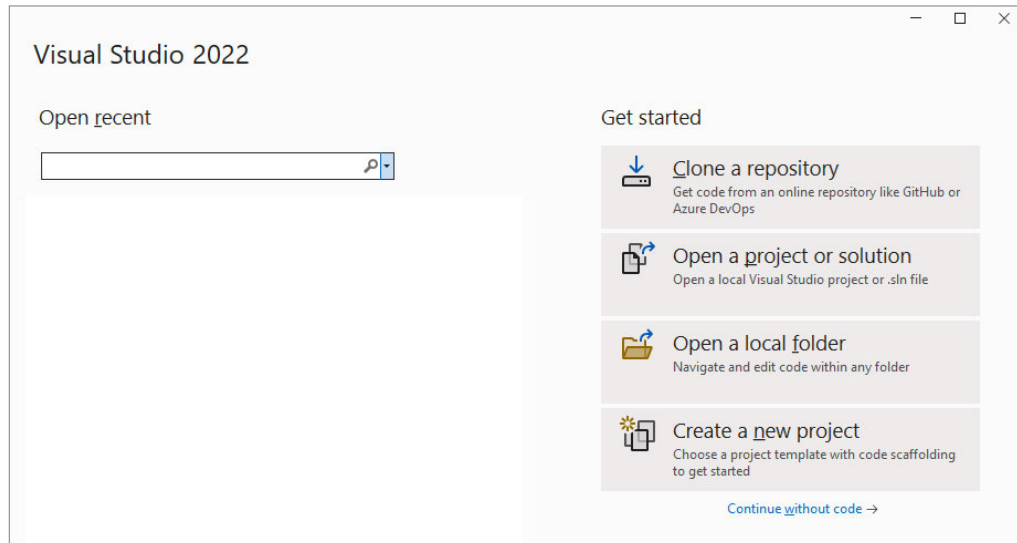 Visual Studio 2022
Open recent
Get started
Clone a repository
Get code from an online repository like GitHub or
Azure DevOps
Open a project or solution
Open a local Visual Studio project or .sln file
Open a local folder
Navigate and edit code within any folder
Create a new project
Choose a project template with code scaffolding
to get started
Continue without code →